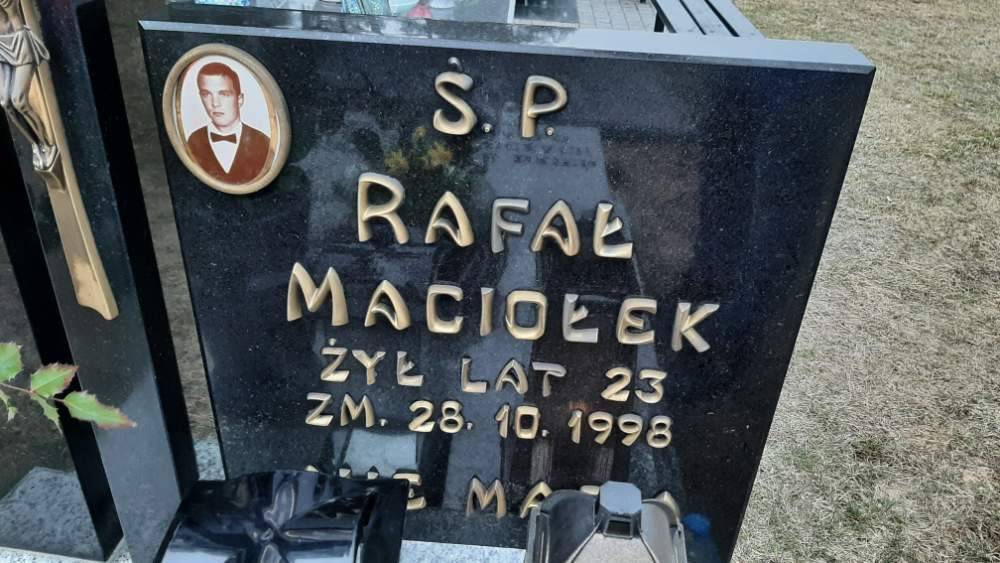 Ś. P.
RAFAŁ
MACIOŁEK
ŻYŁ LAT 23
ZM. 28. 10. 1998